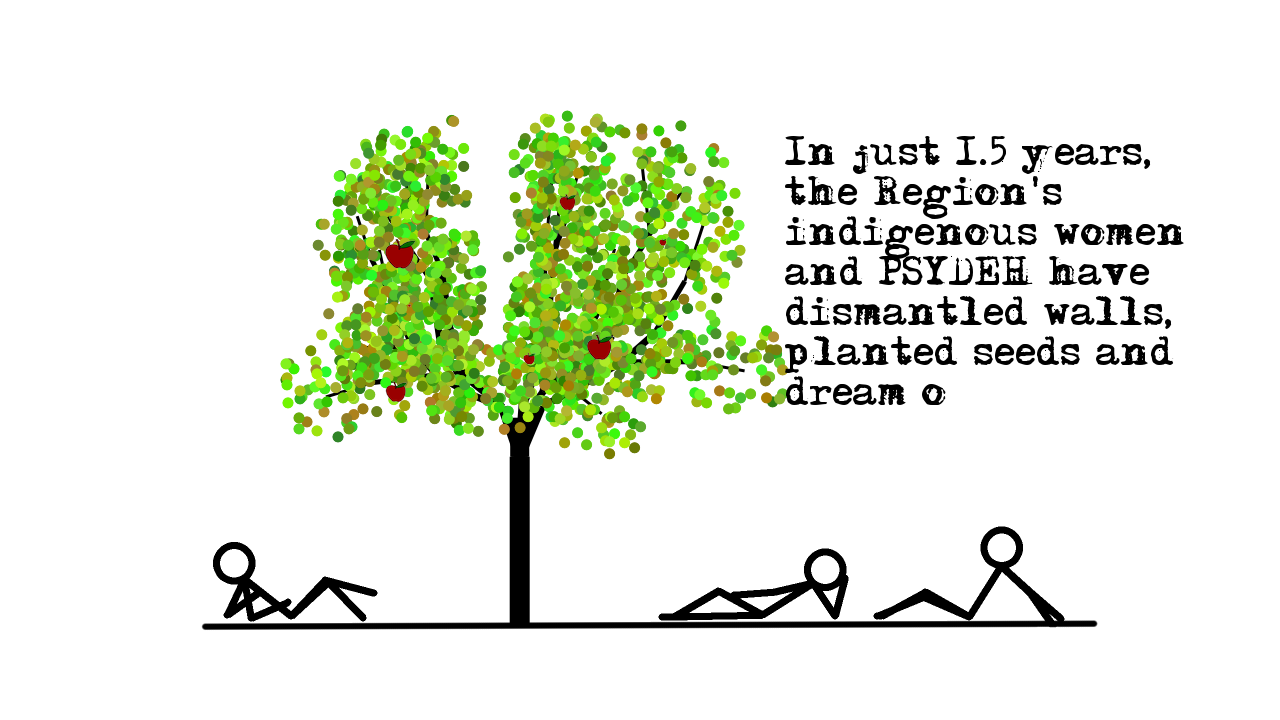 In just 1.5 years,
the Region's
indigenous women
and PSYDEH have
dismantled walls,
planted seeds and
dream o